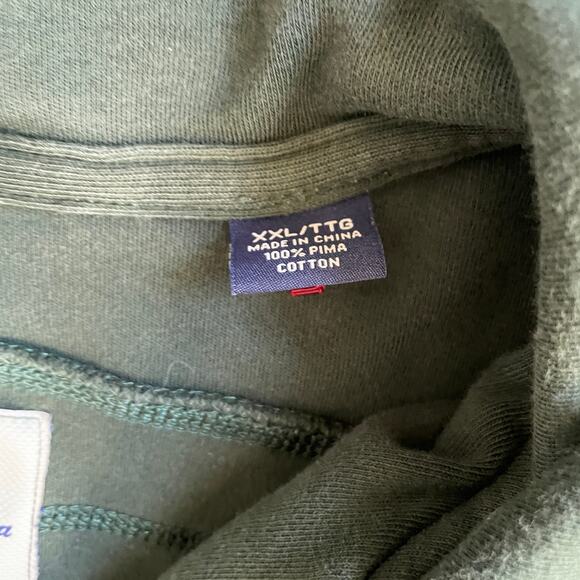 XXL/TTG
MADE IN CHINA
100% PIMA
COTTON
a